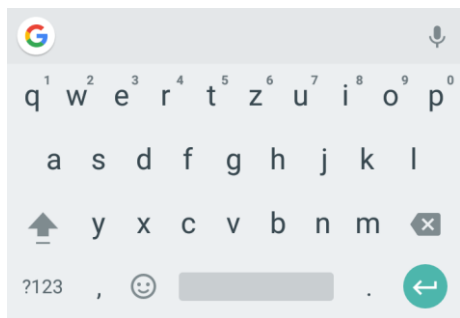 G
q1 w2 e3 r4 t5 z6 u7 i8 o9 p0
a s d f g h j k l
y x c v b n m
?123 , .